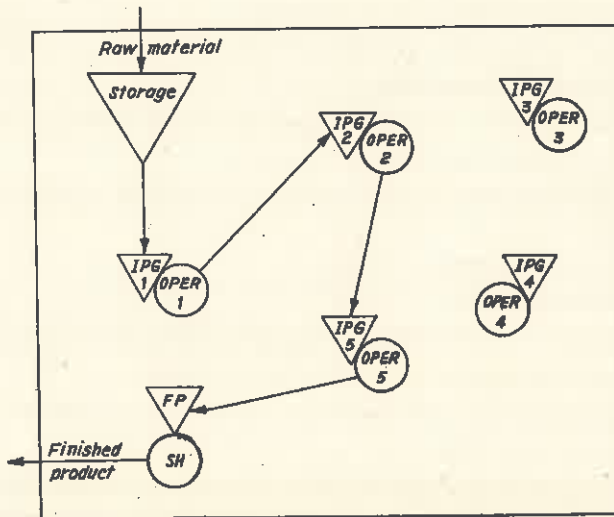 Raw material
storage
IPG
2
OPER
2
IPG
3
OPER
3
IPG
1
OPER
1
IPG
4
OPER
4
IPG
5
OPER
5
FP
SH
Finished
product